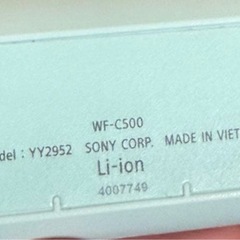 WF-C500
del : YY2952 SONY CORP. MADE IN VIET
Li-ion
4007749